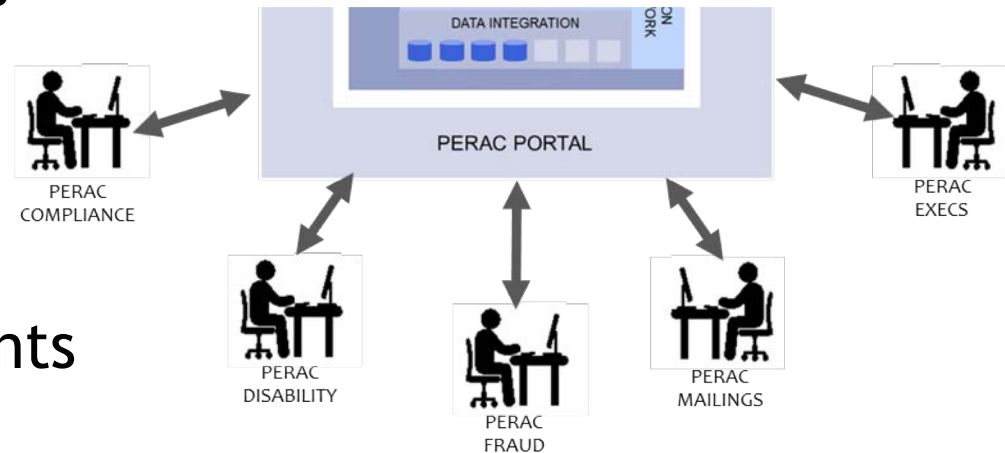 DATA INTEGRATION
PERAC PORTAL
PERAC
COMPLIANCE
PERAC
EXECS
nts
PERAC
DISABILITY
PERAC
MAILINGS
PERAC
FRAUD